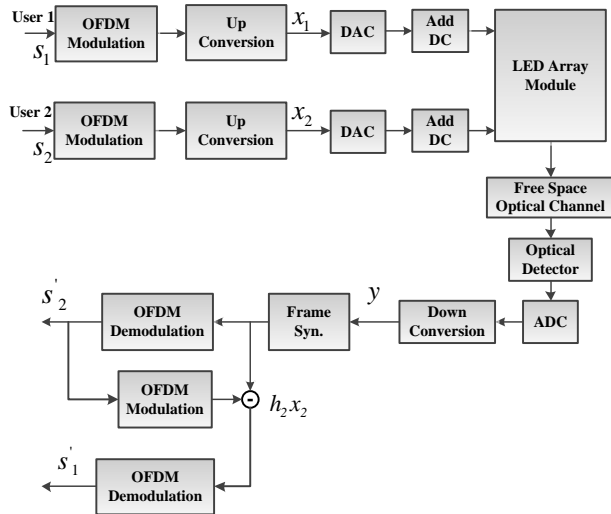 User 1
s1
OFDM
Modulation
Up
Conversion
x1
DAC
Add
DC
LED Array
Module
User 2
s2
OFDM
Modulation
Up
Conversion
x2
DAC
Add
DC
Free Space
Optical Channel
Optical
Detector
ADC
Down
Conversion
y
Frame
Syn.
OFDM
Demodulation
s'2
OFDM
Modulation
-
h2x2
OFDM
Demodulation
s'1